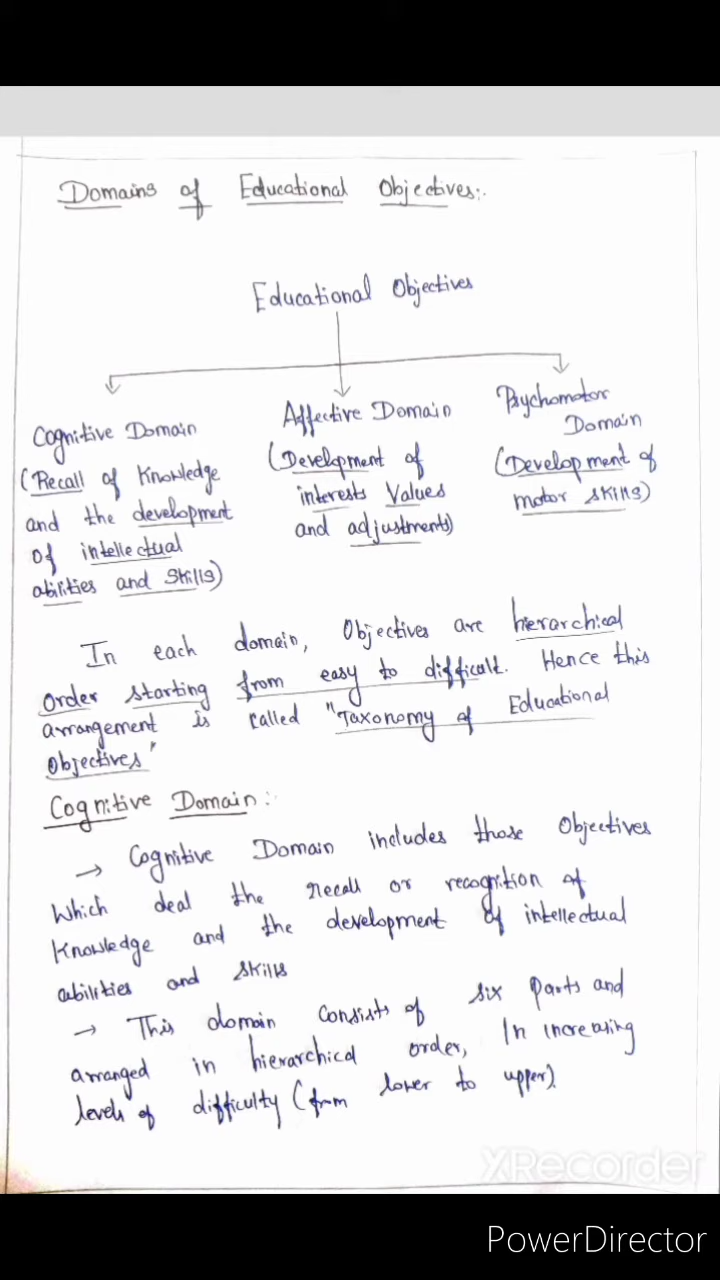 Domains of Educational Objectives:.
Educational Objectives
Cognitive Domain
(Recall of Knowledge
and the development
of intellectual
abilities and skills)
Affective Domain
(Development of
interests Values
and adjustments)
Psychomotor
Domain
(Development of
motor skills)
In each domain, Objectives are hierarchical
order starting from easy to difficult. Hence this
arrangement is called "Taxonomy of Educational
Objectives"
Cognitive Domain:
→ Cognitive Domain includes those Objectives
Which deal the recall or recognition of
Knowledge and the development of intellectual
abilities and skills
→ This domain consists of six parts and
arranged in hierarchical order, In increasing
levels of difficulty (from lower to upper).
XRecorder
PowerDirector